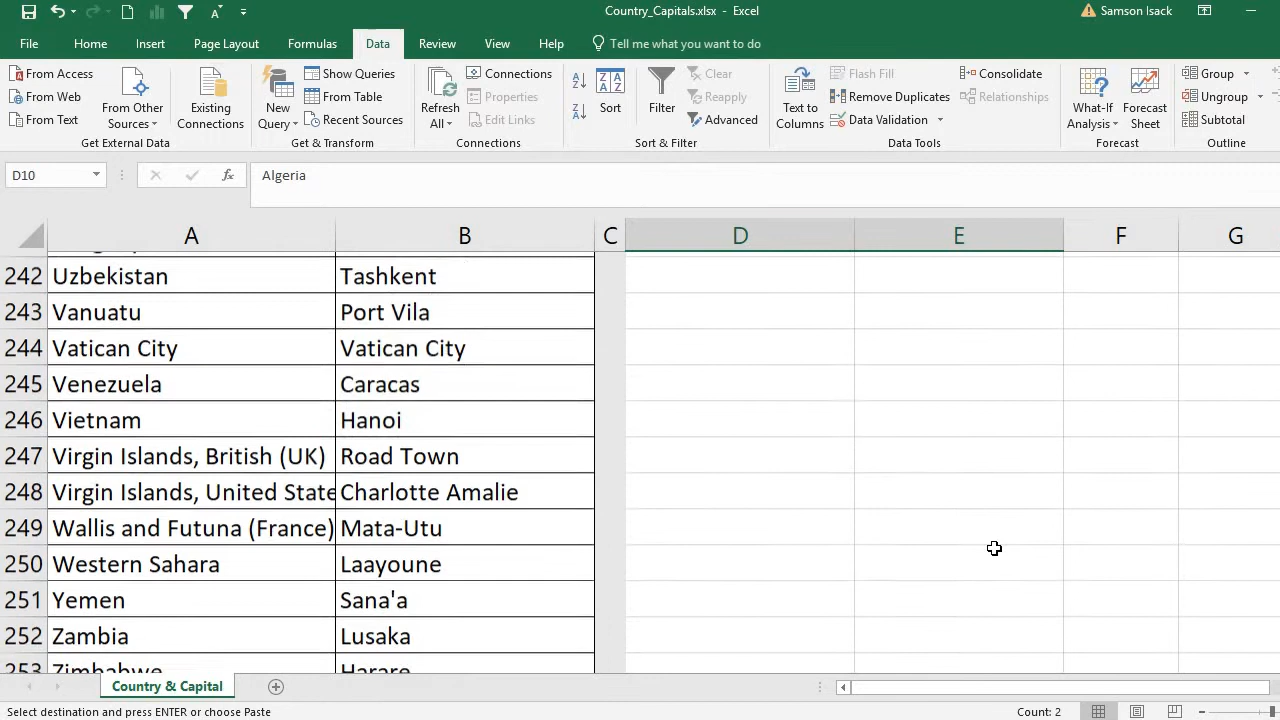 Country_Capitals.xlsx - Excel
Samson Isack
File Home Insert Page Layout Formulas Data Review View Help Tell me what you want to do
From Access
From Web
From Text
From Other
Sources
Existing
Connections
Get External Data
New
Query
Show Queries
From Table
Recent Sources
Get & Transform
Refresh
All
Connections
Properties
Edit Links
Connections
Sort
Filter
Clear
Reapply
Advanced
Sort & Filter
Text to
Columns
Flash Fill
Remove Duplicates
Data Validation
Consolidate
Relationships
Data Tools
What-If
Analysis
Forecast
Sheet
Forecast
Group
Ungroup
Subtotal
Outline
D10 fx Algeria
A B C D E F G
242 Uzbekistan Tashkent
243 Vanuatu Port Vila
244 Vatican City Vatican City
245 Venezuela Caracas
246 Vietnam Hanoi
247 Virgin Islands, British (UK) Road Town
248 Virgin Islands, United State Charlotte Amalie
249 Wallis and Futuna (France) Mata-Utu
250 Western Sahara Laayoune
251 Yemen Sana'a
252 Zambia Lusaka
253 Zimbabwe Harare
Country & Capital
Select destination and press ENTER or choose Paste Count: 2